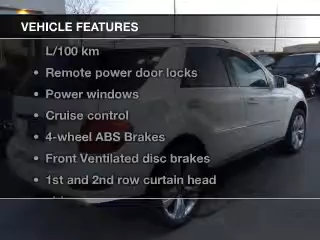 VEHICLE FEATURES
L/100 km
• Remote power door locks
• Power windows
• Cruise control
• 4-wheel ABS Brakes
• Front Ventilated disc brakes
• 1st and 2nd row curtain head